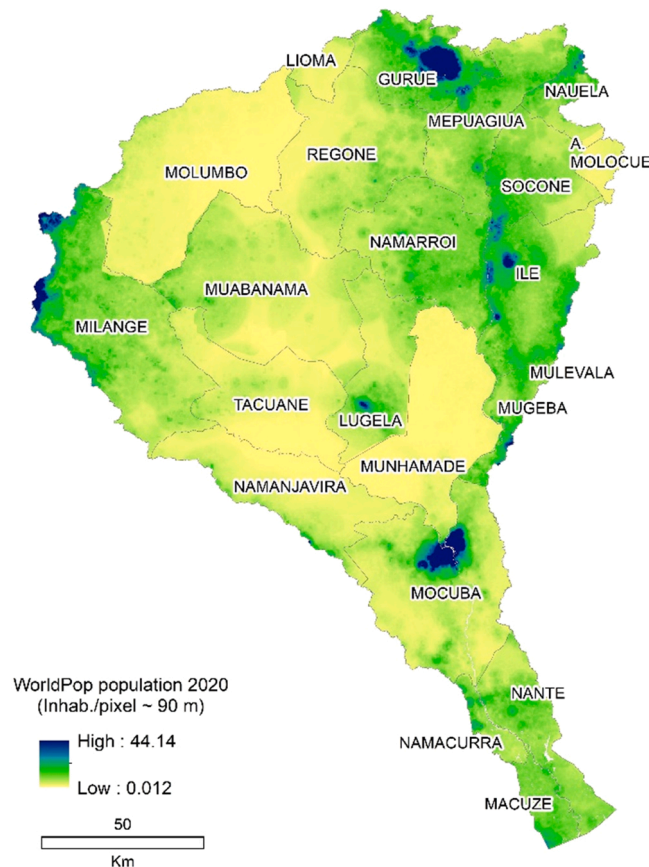 LIOMA
GURUE
NAUELA
MEPUAGIUA
A.
MOLOCUE
REGONE
MOLUMBO
SOCONE
NAMARROI
ILE
MUABANAMA
MILANGE
MULEVALA
TACUANE
MUGEBA
LUGELA
MUNHAMADE
NAMANJAVIRA
MOCUBA
WorldPop population 2020
(Inhab./pixel ~ 90 m)
High : 44.14
Low : 0.012
NANTE
NAMACURRA
MACUZE
50
Km